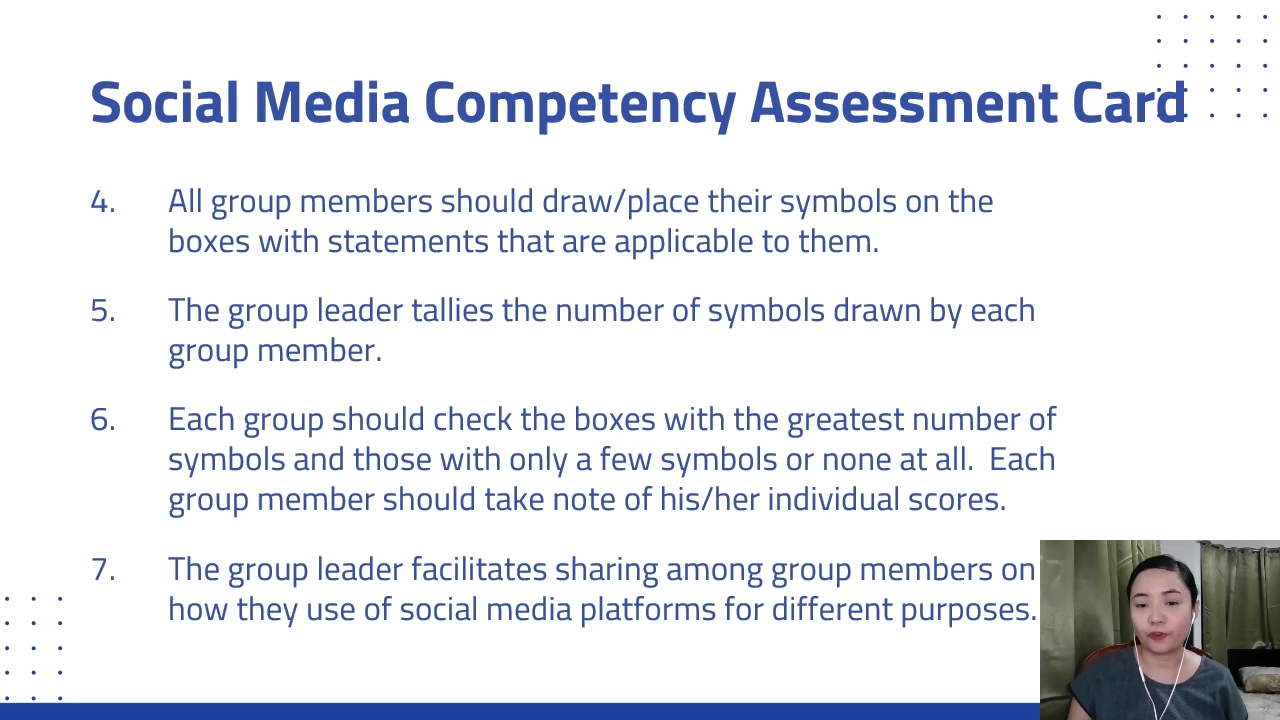 Social Media Competency Assessment Card
4. All group members should draw/place their symbols on the
boxes with statements that are applicable to them.
5. The group leader tallies the number of symbols drawn by each
group member.
6. Each group should check the boxes with the greatest number of
symbols and those with only a few symbols or none at all.  Each
group member should take note of his/her individual scores.
7. The group leader facilitates sharing among group members on
how they use of social media platforms for different purposes.